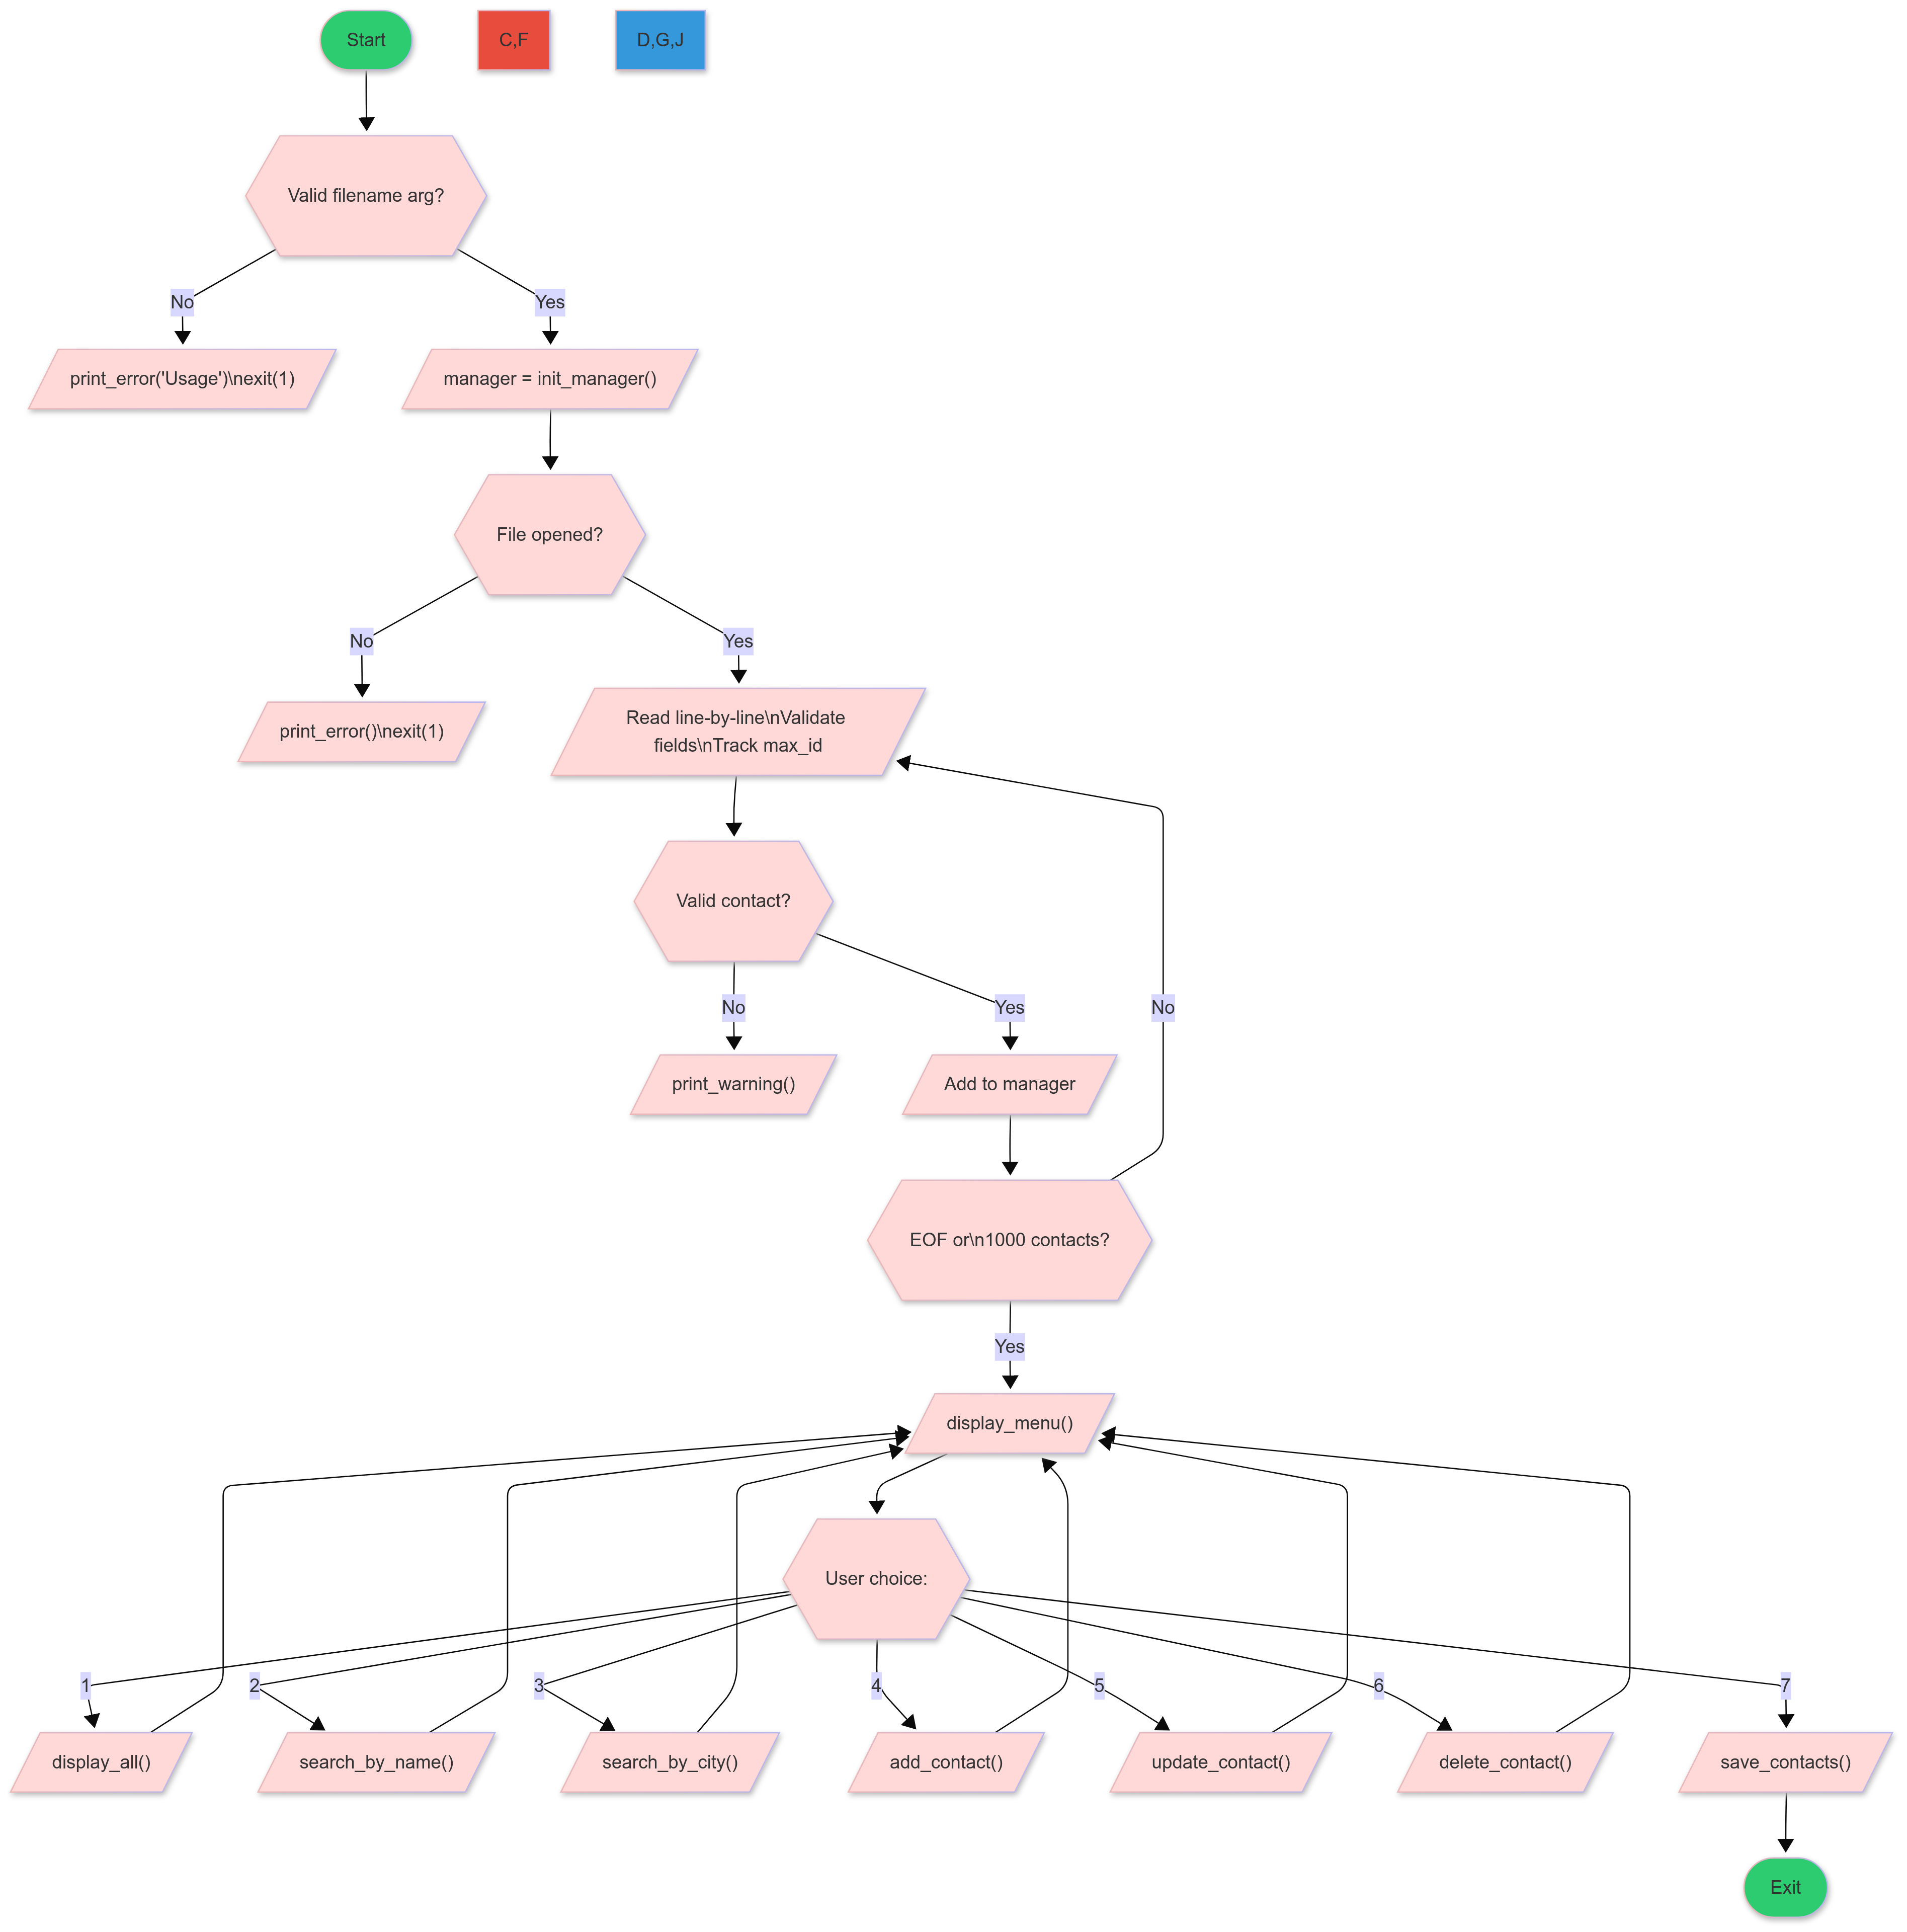 Start
C,F
D,G,J
Valid filename arg?
No
Yes
print_error('Usage')\nexit(1)
manager = init_manager()
File opened?
No
Yes
print_error()\nexit(1)
Read line-by-line\nValidate
fields\nTrack max_id
Valid contact?
No
Yes
No
print_warning()
Add to manager
EOF or\n1000 contacts?
Yes
display_menu()
User choice:
1
2
3
4
5
6
7
display_all()
search_by_name()
search_by_city()
add_contact()
update_contact()
delete_contact()
save_contacts()
Exit